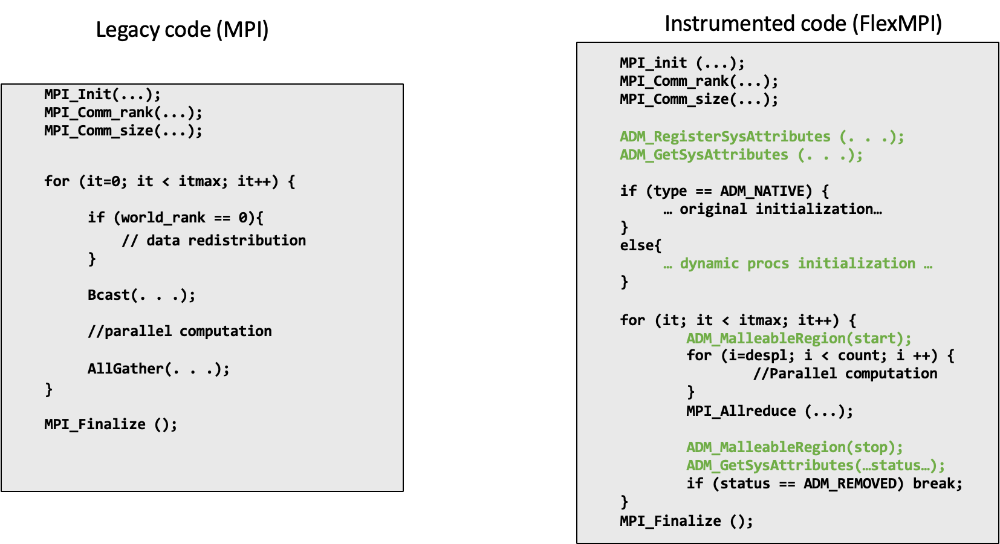 Legacy code (MPI)
MPI_Init(...);
MPI_Comm_rank(...);
MPI_Comm_size(...);
for (it=0; it < itmax; it++) {
if (world_rank == 0){
// data redistribution
}
Bcast(. . .);
//parallel computation
AllGather(. . .);
}
MPI_Finalize ();
Instrumented code (FlexMPI)
MPI_init (...);
MPI_Comm_rank(...);
MPI_Comm_size(...);
ADM_RegisterSysAttributes (. . .);
ADM_GetSysAttributes (. . .);
if (type == ADM_NATIVE) {
… original initialization…
}
else{
… dynamic procs initialization …
}
for (it; it < itmax; it++) {
ADM_MalleableRegion(start);
for (i=despl; i < count; i ++) {
//Parallel computation
}
MPI_Allreduce (...);
ADM_MalleableRegion(stop);
ADM_GetSysAttributes(…status…);
if (status == ADM_REMOVED) break;
}
MPI_Finalize ();